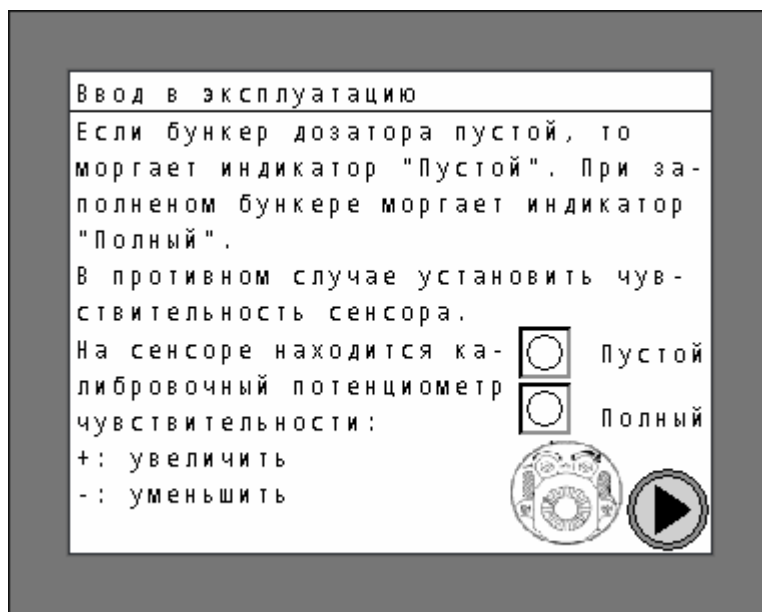 Ввод в эксплуатацию
Если бункер дозатора пустой, то
моргает индикатор "Пустой". При за-
полненом бункере моргает индикатор
"Полный".
В противном случае установить чув-
ствительность сенсора.
На сенсоре находится ка-
либровочный потенциометр
чувствительности:
+: увеличить
-: уменьшить
Пустой
Полный